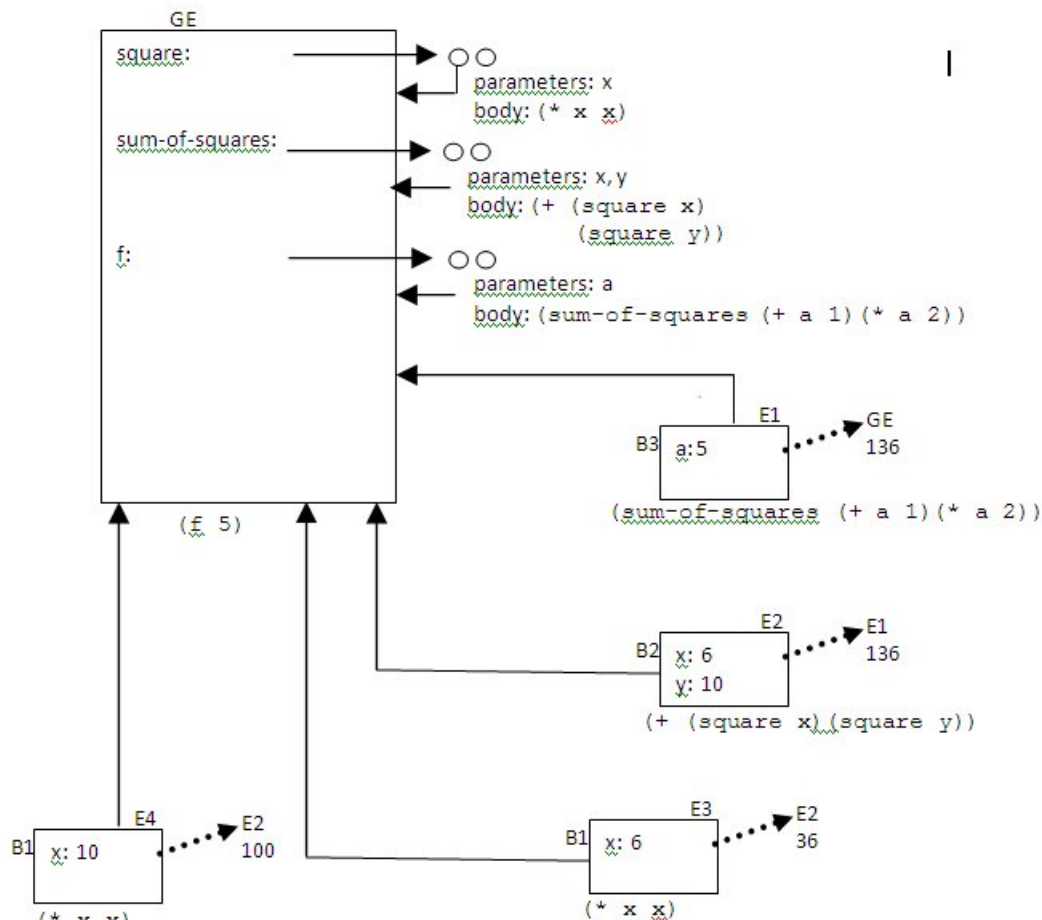 GE
square:
parameters: x
body: (* x x)
sum-of-squares:
parameters: x,y
body: (+ (square x)
(square y))
f:
parameters: a
body: (sum-of-squares (+ a 1)(* a 2))
E1
GE
B3
a:5
136
(sum-of-squares (+ a 1)(* a 2))
(f 5)
E2
E1
B2
x: 6
136
y: 10
(+ (square x)(square y))
E4
E2
B1
x: 10
100
(* x x)
E3
E2
B1
x: 6
36
(* x x)